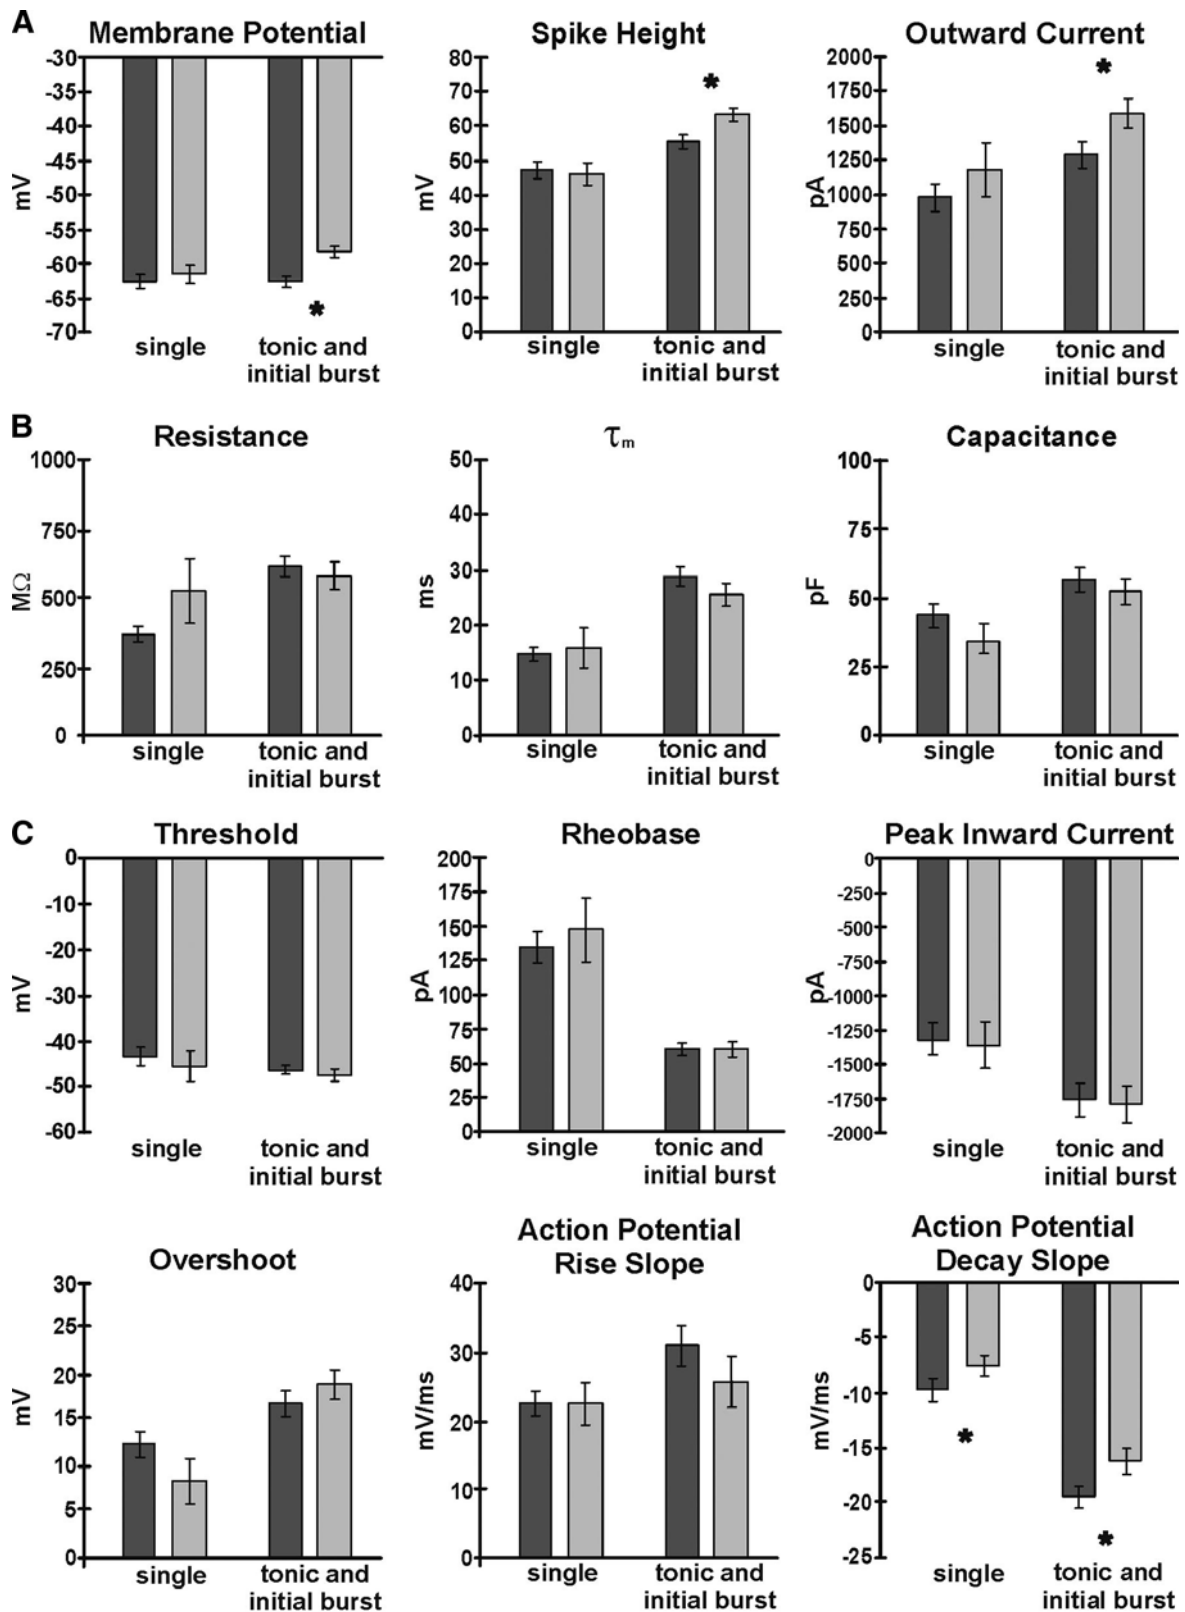 A
Membrane Potential
-30
-35
-40
-45
-50
-55
-60
-65
-70
mV
single
tonic and
initial burst
*
Spike Height
80
70
60
50
40
30
20
10
0
mV
single
tonic and
initial burst
*
Outward Current
2000
1750
1500
1250
1000
750
500
250
0
pA
single
tonic and
initial burst
*
B
Resistance
1000
750
500
250
0
MΩ
single
tonic and
initial burst
τm
50
40
30
20
10
0
ms
single
tonic and
initial burst
Capacitance
100
75
50
25
0
pF
single
tonic and
initial burst
C
Threshold
0
-10
-20
-30
-40
-50
-60
mV
single
tonic and
initial burst
Rheobase
200
175
150
125
100
75
50
25
0
pA
single
tonic and
initial burst
Peak Inward Current
0
-250
-500
-750
-1000
-1250
-1500
-1750
-2000
pA
single
tonic and
initial burst
Overshoot
30
25
20
15
10
5
0
mV
single
tonic and
initial burst
Action Potential
Rise Slope
40
30
20
10
0
mV/ms
single
tonic and
initial burst
Action Potential
Decay Slope
0
-5
-10
-15
-20
-25
mV/ms
*
*
single
tonic and
initial burst